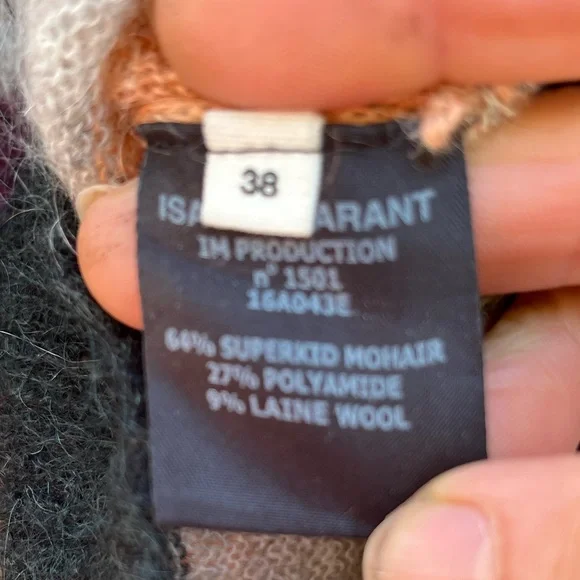 38
ISA ARANT
IM PRODUCTION
n° 1501
16A043E
64% SUPERKID MOHAIR
27% POLYAMIDE
9% LAINE WOOL